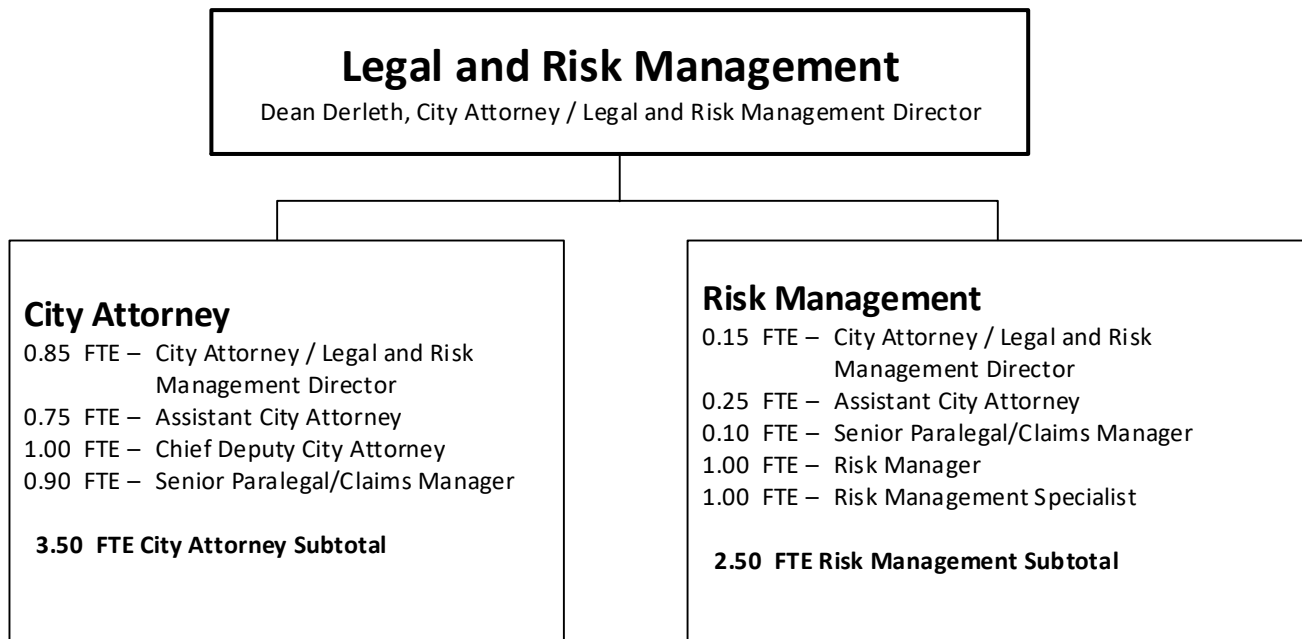 Legal and Risk Management
Dean Derleth, City Attorney / Legal and Risk Management Director
City Attorney
0.85 FTE – City Attorney / Legal and Risk
Management Director
0.75 FTE – Assistant City Attorney
1.00 FTE – Chief Deputy City Attorney
0.90 FTE – Senior Paralegal/Claims Manager
3.50 FTE City Attorney Subtotal
Risk Management
0.15 FTE – City Attorney / Legal and Risk
Management Director
0.25 FTE – Assistant City Attorney
0.10 FTE – Senior Paralegal/Claims Manager
1.00 FTE – Risk Manager
1.00 FTE – Risk Management Specialist
2.50 FTE Risk Management Subtotal